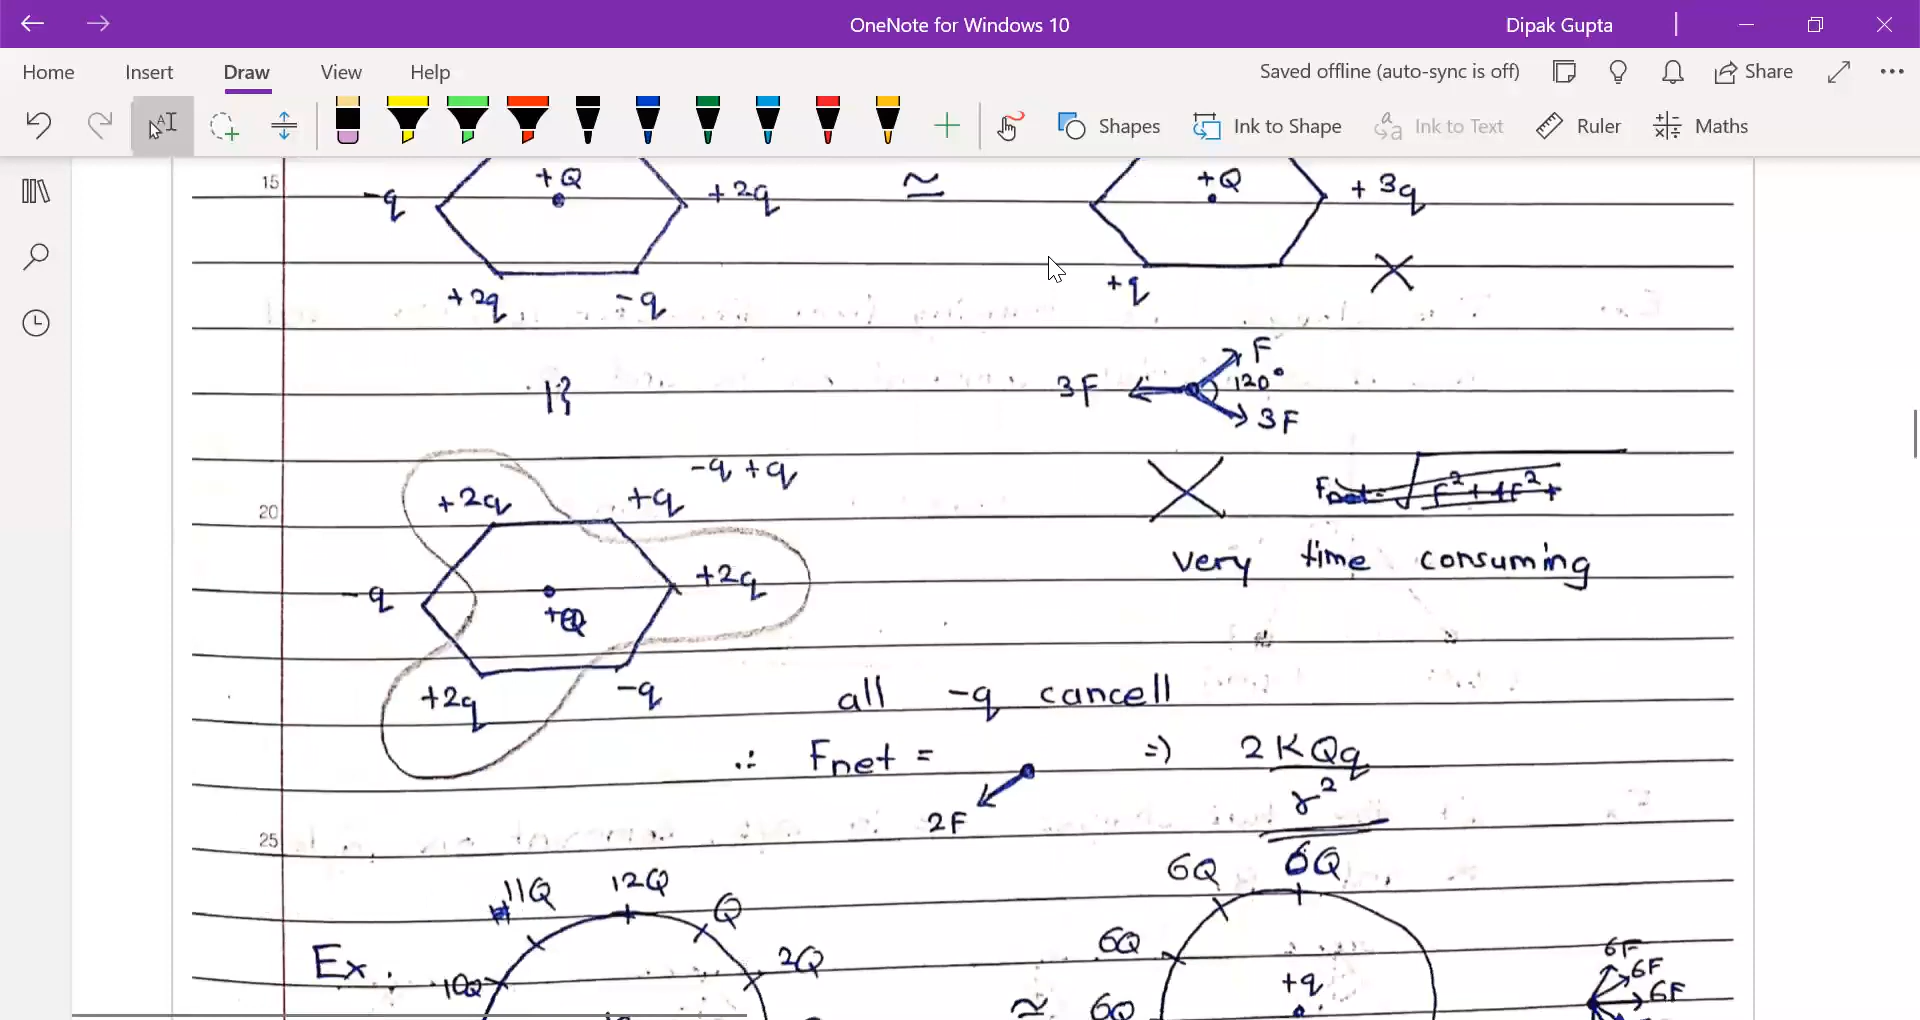 OneNote for Windows 10
Dipak Gupta
Home Insert Draw View Help
Saved offline (auto-sync is off)
Share
Shapes
Ink to Shape
Ink to Text
Ruler
Maths
15
-q +Q +2q ≃ +Q +3q
+2q -q +q
3F F 120° 3F
-q +q
+2q +q
20
very time consuming
-q +Q +2q
+2q -q
all -q cancell
∴ Fnet = 2F => 2KQq / r²
25
11Q 12Q Q 6Q 6Q
Ex. 10Q 2Q 6Q 6F 6F 6F
≃ 6Q +q